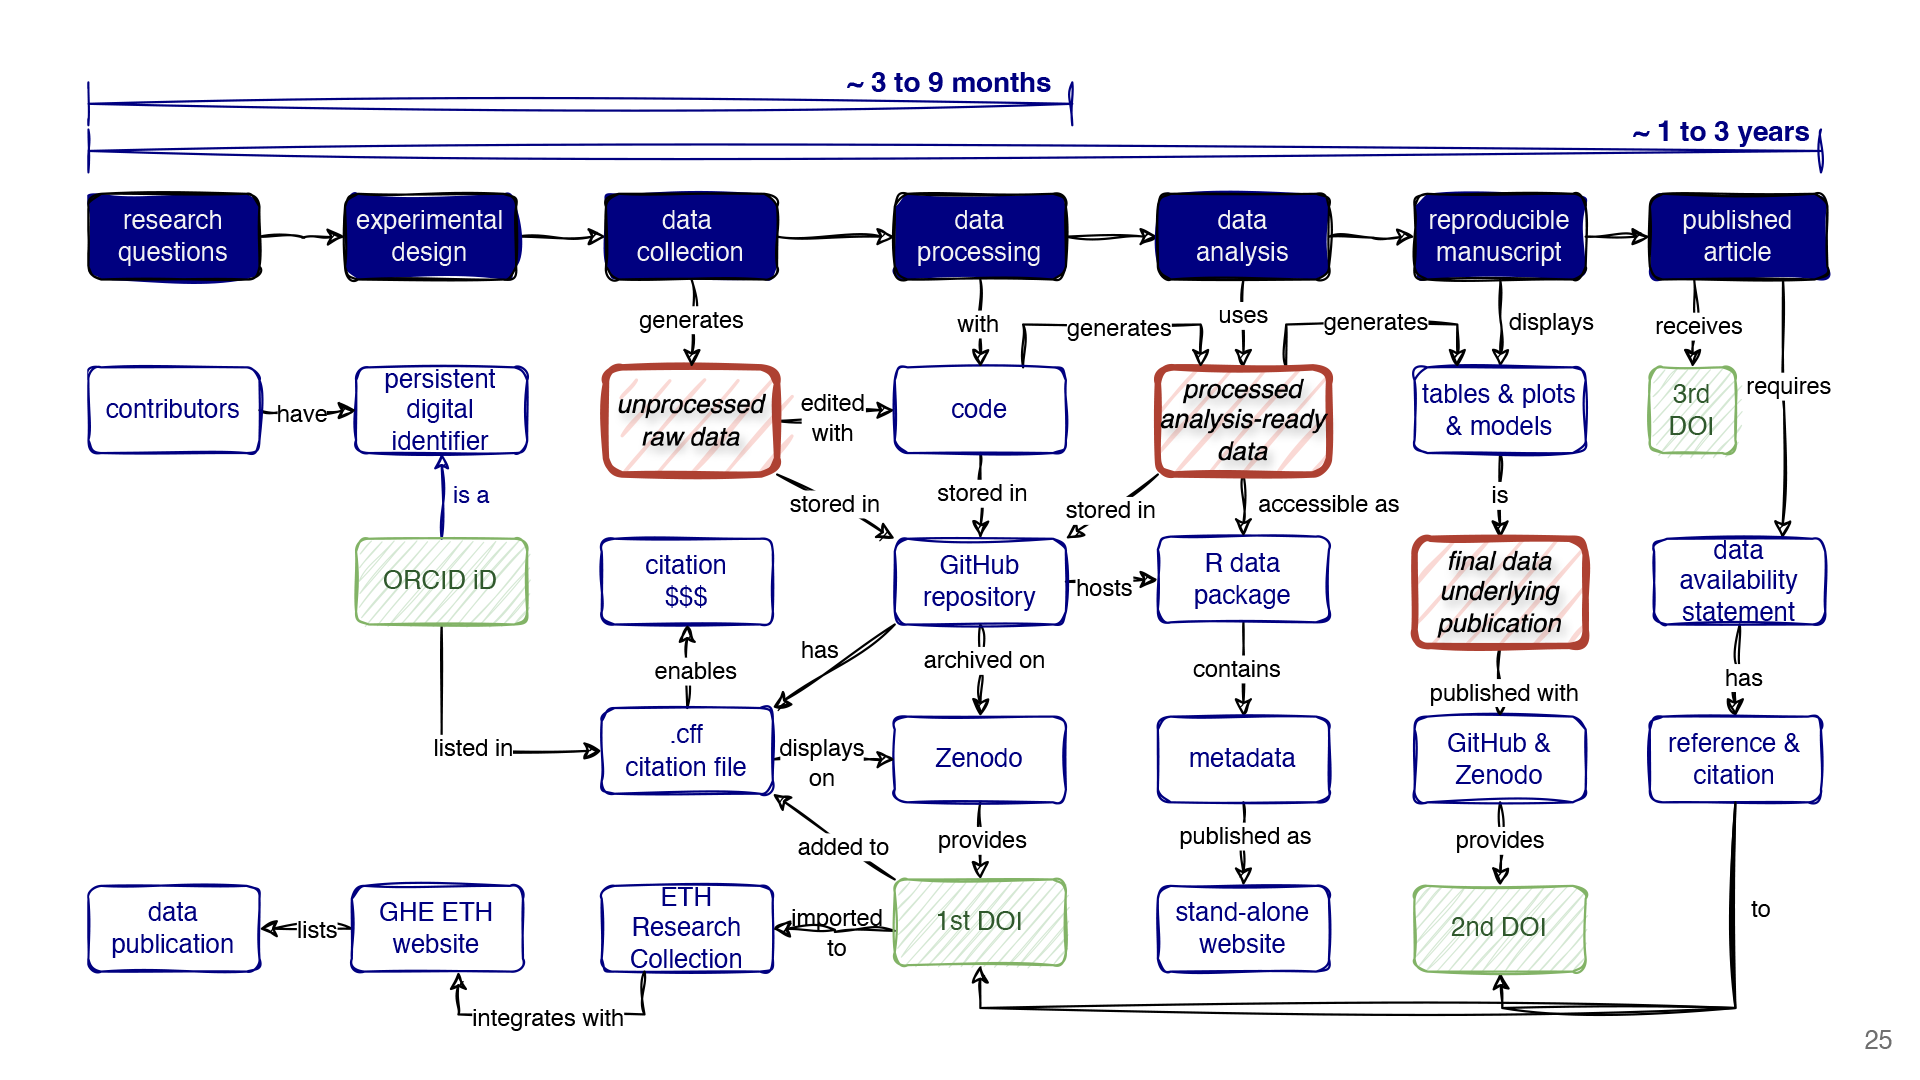 ~ 3 to 9 months
~ 1 to 3 years
research
questions
experimental
design
data
collection
data
processing
data
analysis
reproducible
manuscript
published
article
generates
with
generates
uses
generates
displays
receives
requires
contributors
have
persistent
digital
identifier
unprocessed
raw data
edited
with
code
processed
analysis-ready
data
tables & plots
& models
3rd
DOI
is a
stored in
stored in
stored in
accessible as
is
ORCID iD
citation
$$$
GitHub
repository
hosts
R data
package
final data
underlying
publication
data
availability
statement
enables
has
archived on
contains
published with
has
listed in
.cff
citation file
displays
on
Zenodo
metadata
GitHub &
Zenodo
reference &
citation
added to
provides
published as
provides
to
data
publication
lists
GHE ETH
website
ETH
Research
Collection
imported
to
1st DOI
stand-alone
website
2nd DOI
integrates with
25